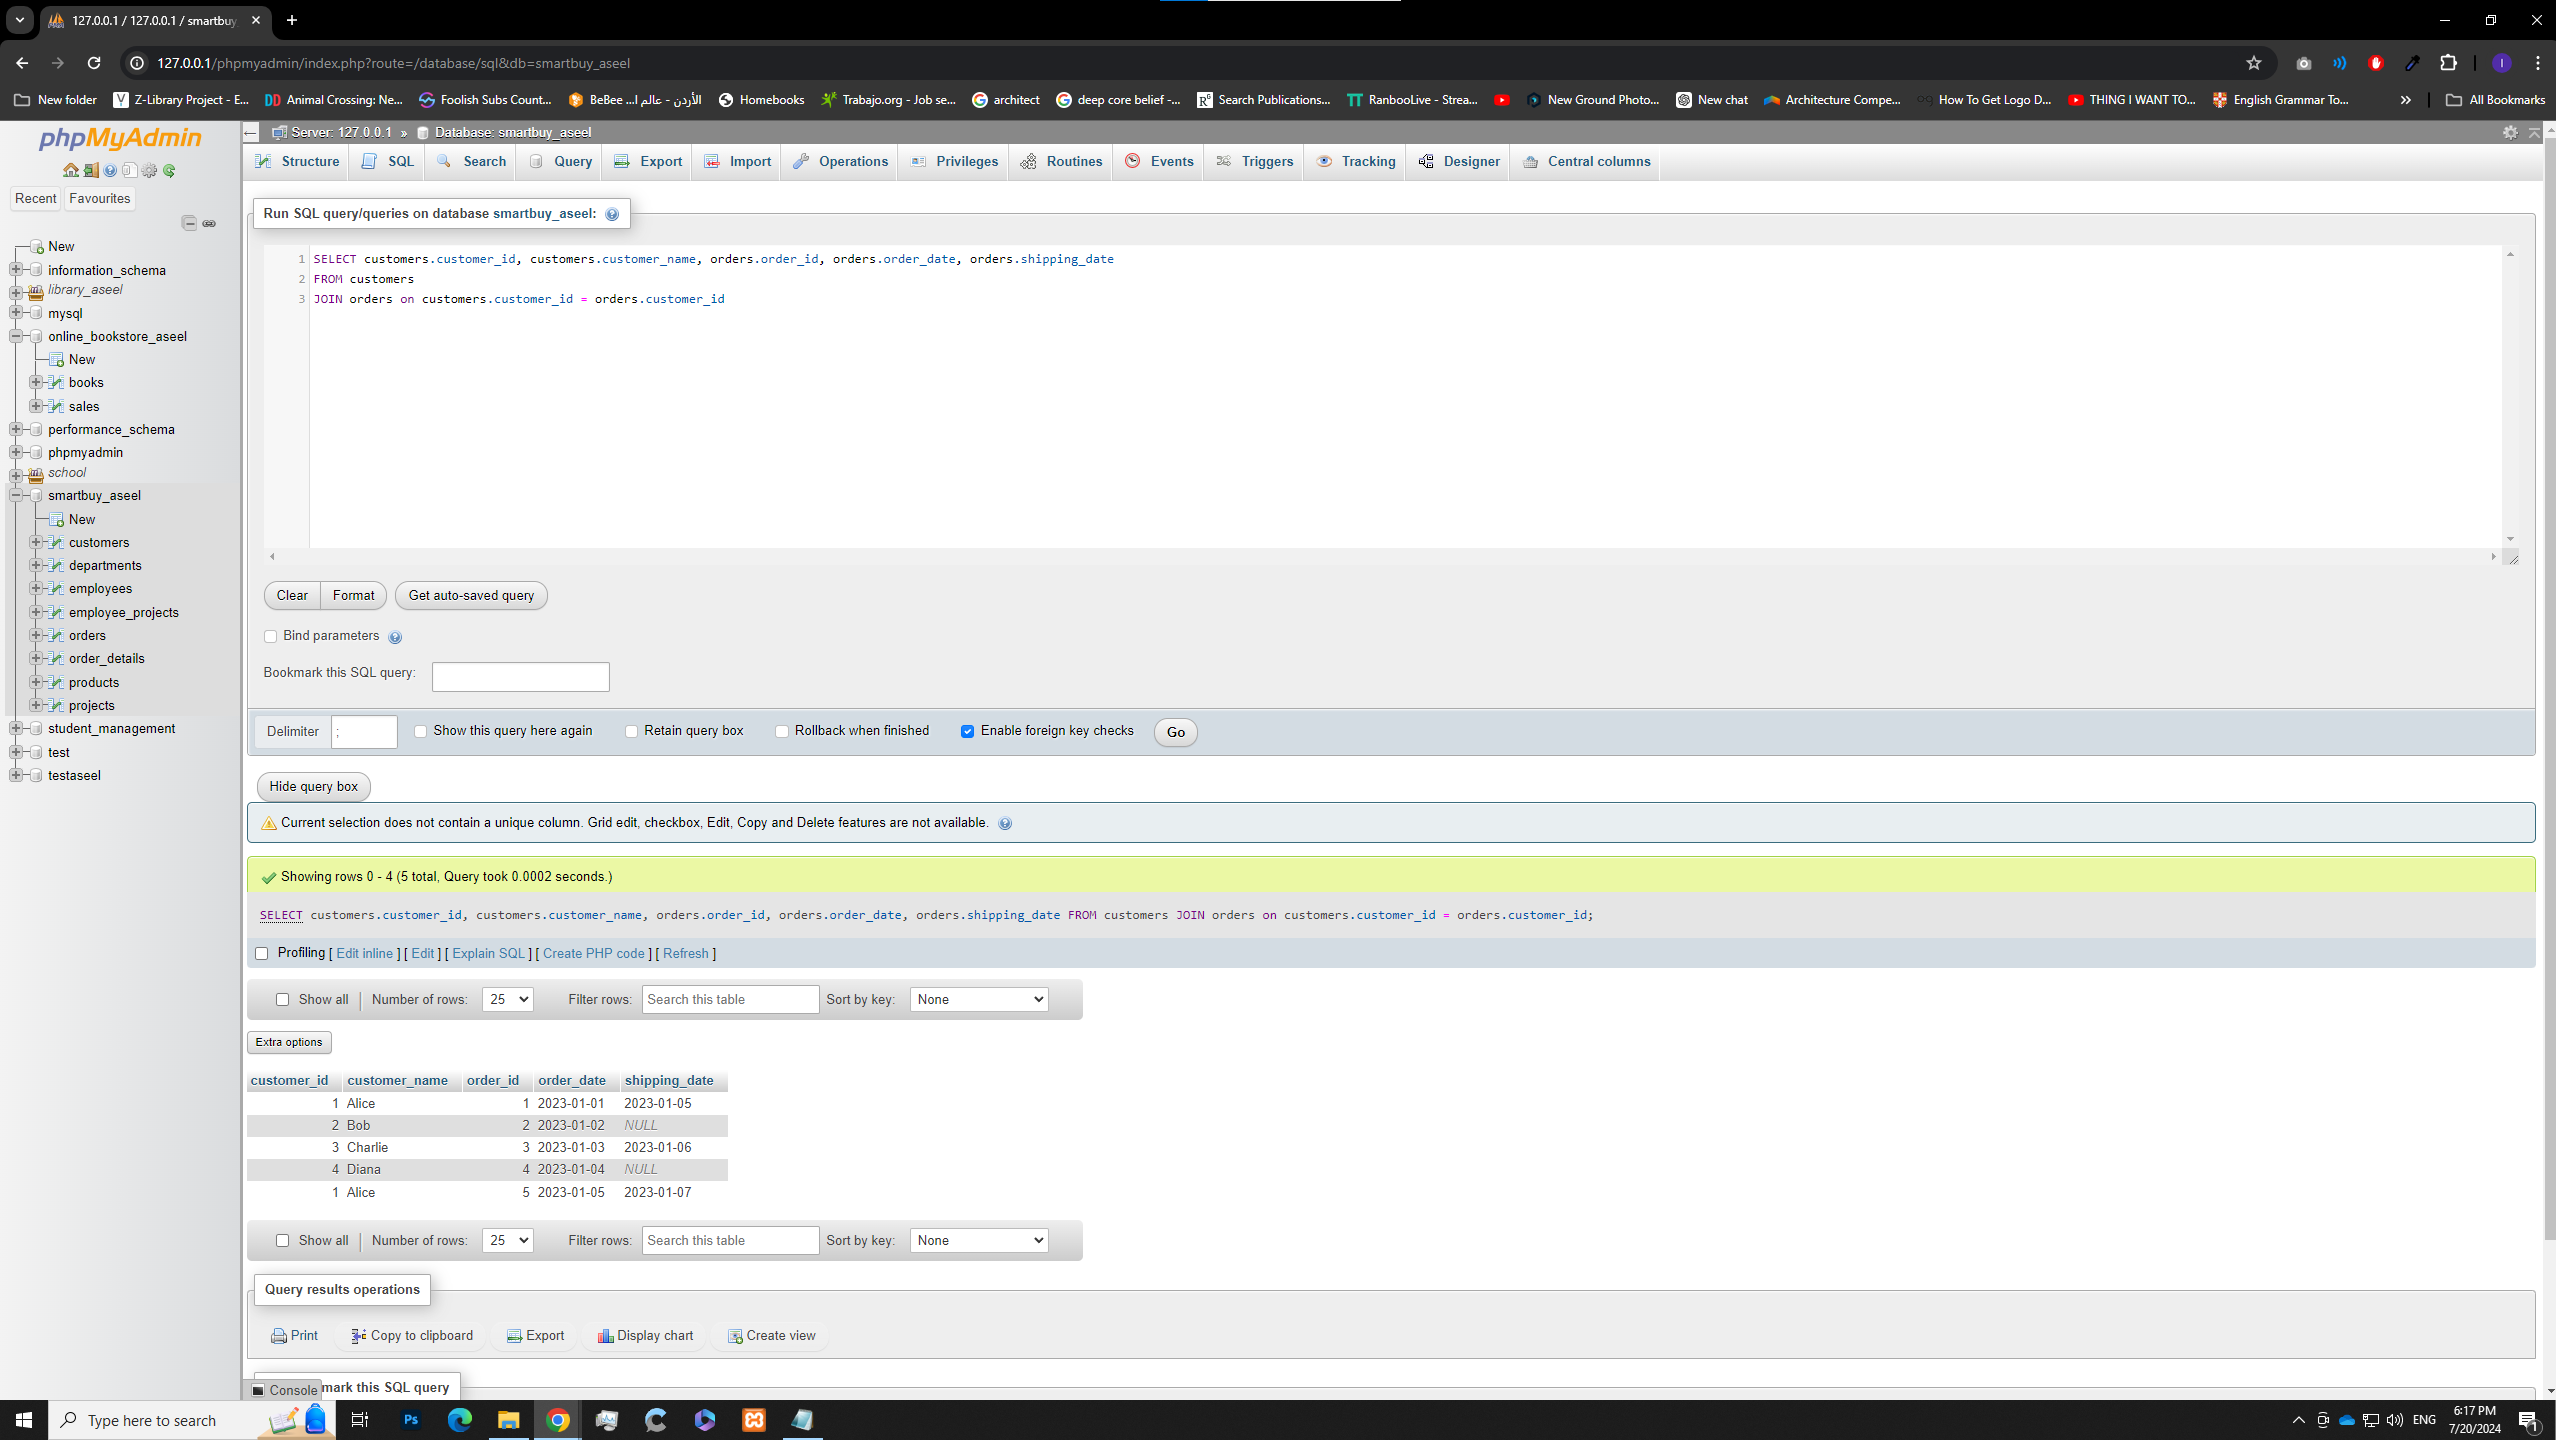 127.0.0.1 / 127.0.0.1 / smartbuy
127.0.0.1/phpmyadmin/index.php?route=/database/sql&db=smartbuy_aseel
New folder Z-Library Project - E... Animal Crossing: Ne... Foolish Subs Count... BeBee الأردن - عالم ا... Homebooks Trabajo.org - Job se... architect deep core belief -... Search Publications... RanbooLive - Strea... New Ground Photo... New chat Architecture Compe... How To Get Logo D... THING I WANT TO... English Grammar To... » All Bookmarks
phpMyAdmin
Recent Favourites
New
information_schema
library_aseel
mysql
online_bookstore_aseel
New
books
sales
performance_schema
phpmyadmin
school
smartbuy_aseel
New
customers
departments
employees
employee_projects
orders
order_details
products
projects
student_management
test
testaseel
Server: 127.0.0.1 » Database: smartbuy_aseel
Structure SQL Search Query Export Import Operations Privileges Routines Events Triggers Tracking Designer Central columns
Run SQL query/queries on database smartbuy_aseel:
1 SELECT customers.customer_id, customers.customer_name, orders.order_id, orders.order_date, orders.shipping_date
2 FROM customers
3 JOIN orders on customers.customer_id = orders.customer_id
Clear Format Get auto-saved query
Bind parameters
Bookmark this SQL query:
Delimiter ; Show this query here again Retain query box Rollback when finished Enable foreign key checks Go
Hide query box
Current selection does not contain a unique column. Grid edit, checkbox, Edit, Copy and Delete features are not available.
Showing rows 0 - 4 (5 total, Query took 0.0002 seconds.)
SELECT customers.customer_id, customers.customer_name, orders.order_id, orders.order_date, orders.shipping_date FROM customers JOIN orders on customers.customer_id = orders.customer_id;
Profiling [ Edit inline ] [ Edit ] [ Explain SQL ] [ Create PHP code ] [ Refresh ]
Show all Number of rows: 25 Filter rows: Search this table Sort by key: None
Extra options
customer_id customer_name order_id order_date shipping_date
1 Alice 1 2023-01-01 2023-01-05
2 Bob 2 2023-01-02 NULL
3 Charlie 3 2023-01-03 2023-01-06
4 Diana 4 2023-01-04 NULL
1 Alice 5 2023-01-05 2023-01-07
Show all Number of rows: 25 Filter rows: Search this table Sort by key: None
Query results operations
Print Copy to clipboard Export Display chart Create view
Console mark this SQL query
Type here to search
Ps
ENG
6:17 PM
7/20/2024
1